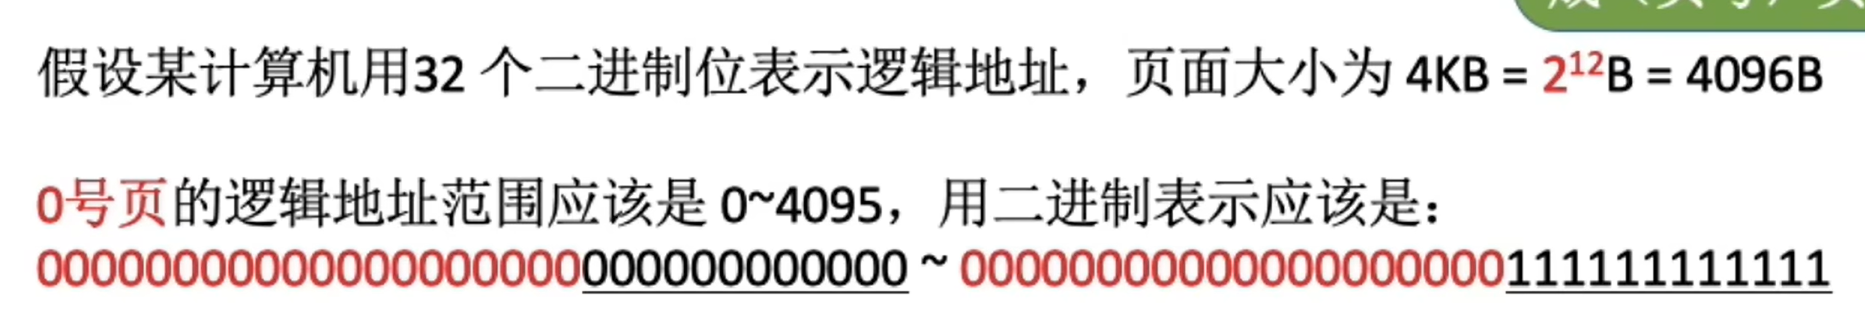 假设某计算机用32 个二进制位表示逻辑地址，页面大小为 4KB = 2¹²B = 4096B
0号页的逻辑地址范围应该是 0~4095，用二进制表示应该是：
00000000000000000000000000000000 ~ 00000000000000000000111111111111